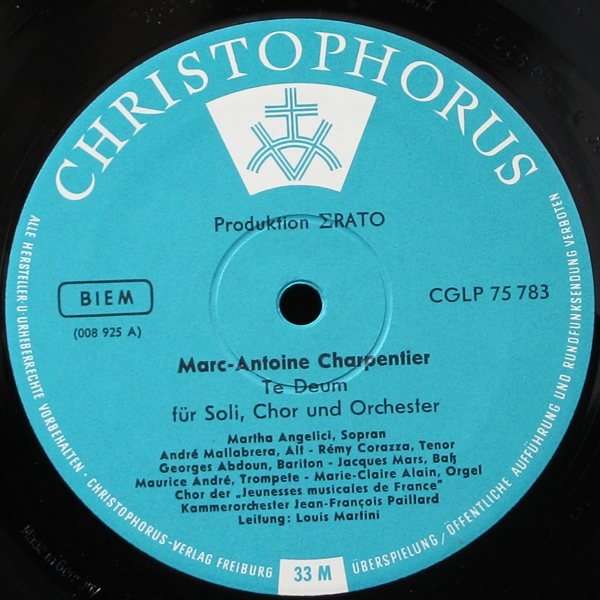 CHRISTOPHORUS
Produktion ΣRATO
BIEM
(008 925 A)
CGLP 75 783
Marc-Antoine Charpentier
Te Deum
für Soli, Chor und Orchester
Martha Angelici, Sopran
André Mallabrera, Alt - Rémy Corazza, Tenor
Georges Abdoun, Bariton - Jacques Mars, Baß
Maurice André, Trompete - Marie-Claire Alain, Orgel
Chor der „Jeunesses musicales de France"
Kammerorchester Jean-François Paillard
Leitung: Louis Martini
ALLE HERSTELLER-U·URHEBERRECHTE VORBEHALTEN · CHRISTOPHORUS-VERLAG FREIBURG
33 M
ÜBERSPIELUNG/ÖFFENTLICHE AUFFÜHRUNG UND RUNDFUNKSENDUNG VERBOTEN
Made in Germany